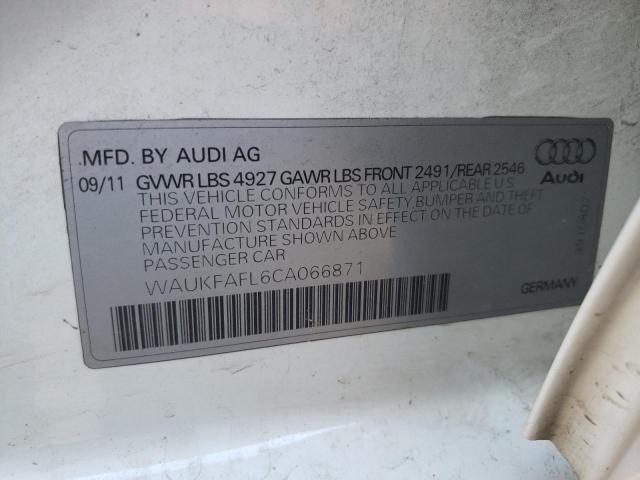 MFD. BY AUDI AG
09/11 GVWR LBS 4927 GAWR LBS FRONT 2491/REAR 2546
THIS VEHICLE CONFORMS TO ALL APPLICABLE U.S.
FEDERAL MOTOR VEHICLE SAFETY, BUMPER AND THEFT
PREVENTION STANDARDS IN EFFECT ON THE DATE OF
MANUFACTURE SHOWN ABOVE
PASSENGER CAR
WAUKFAFL6CA066871
Audi
GERMANY